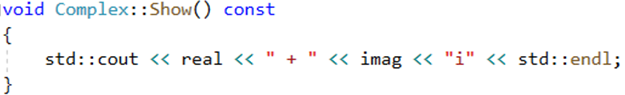 void Complex::Show() const
{
    std::cout << real << " + " << imag << "i" << std::endl;
}